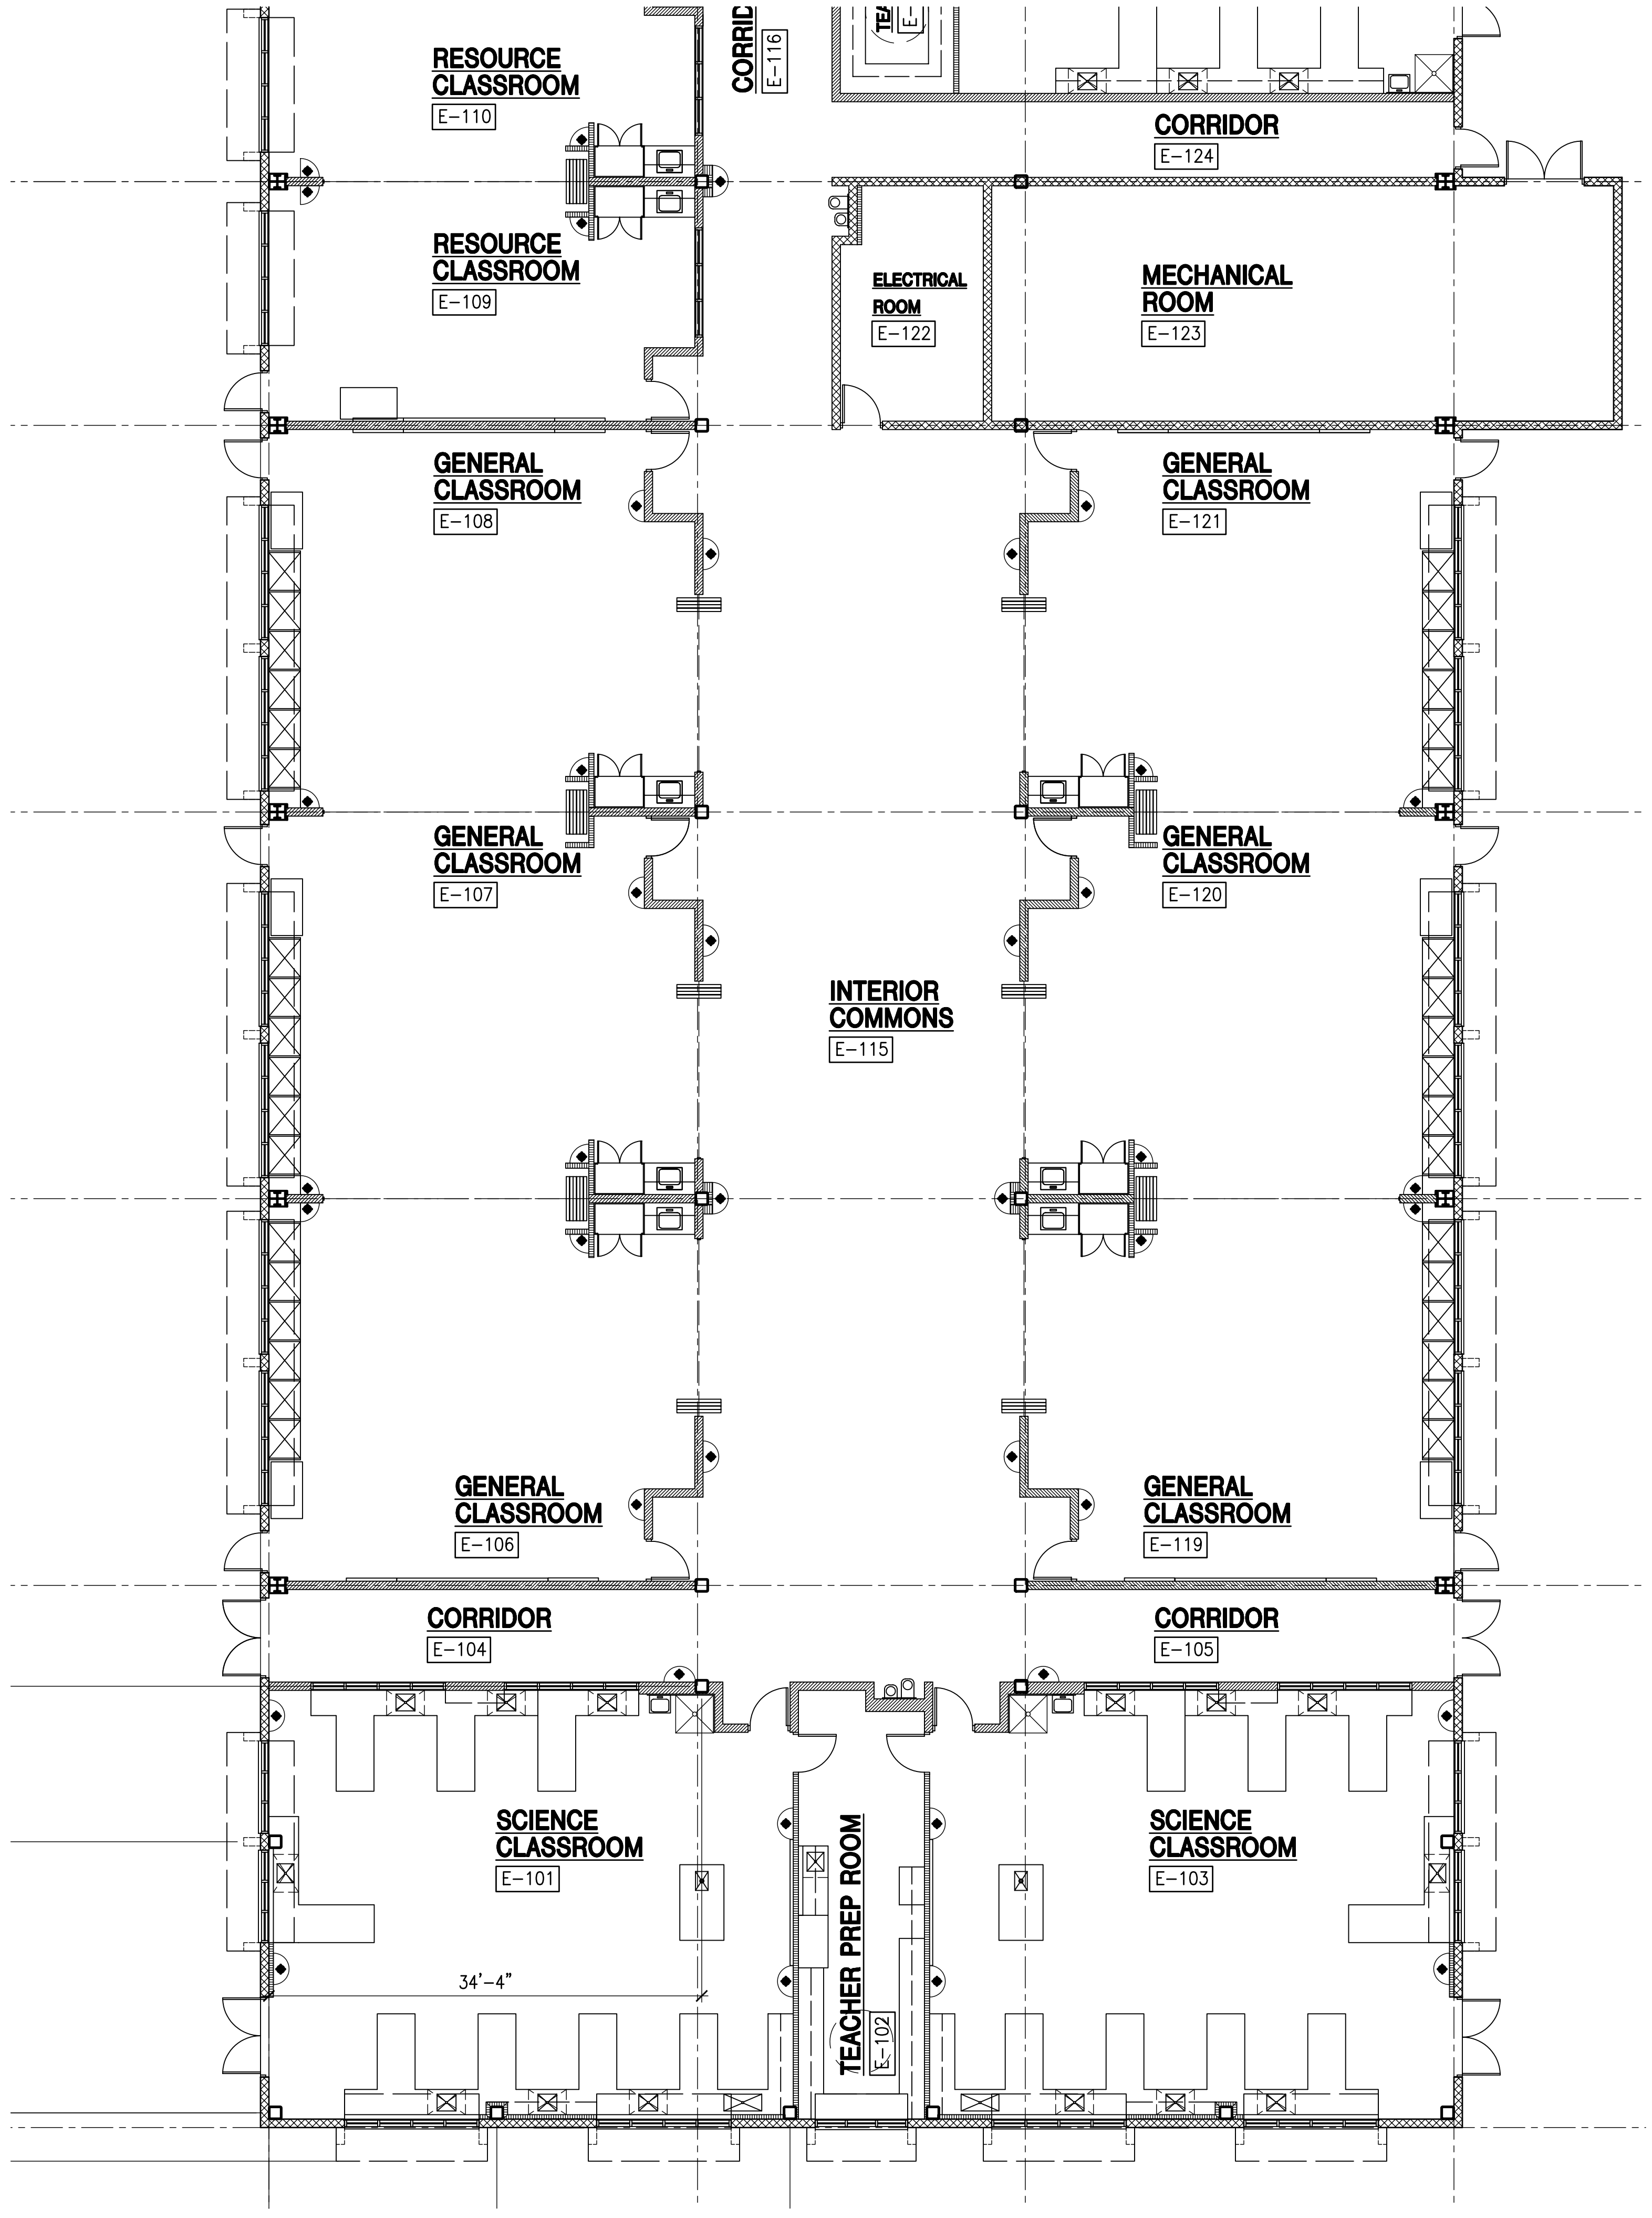 RESOURCE
CLASSROOM
E-110
CORRID
E-116
TEA
E-
CORRIDOR
E-124
RESOURCE
CLASSROOM
E-109
ELECTRICAL
ROOM
E-122
MECHANICAL
ROOM
E-123
GENERAL
CLASSROOM
E-108
GENERAL
CLASSROOM
E-121
GENERAL
CLASSROOM
E-107
GENERAL
CLASSROOM
E-120
INTERIOR
COMMONS
E-115
GENERAL
CLASSROOM
E-106
GENERAL
CLASSROOM
E-119
CORRIDOR
E-104
CORRIDOR
E-105
SCIENCE
CLASSROOM
E-101
TEACHER PREP ROOM
E-102
SCIENCE
CLASSROOM
E-103
34'-4"